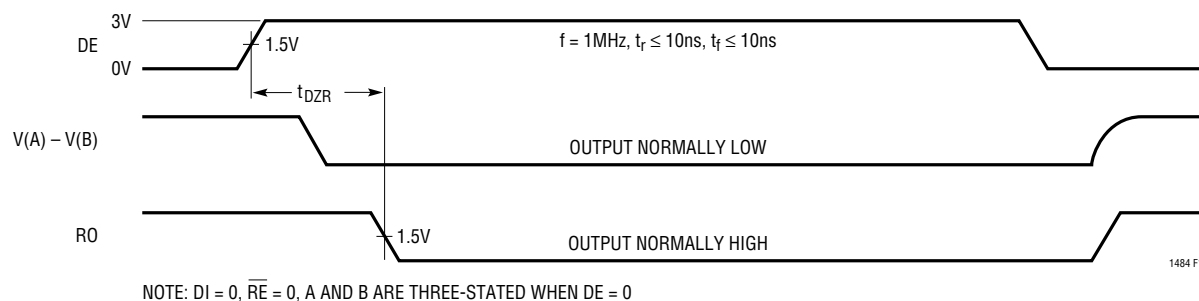 3V
DE
1.5V
f = 1MHz, tr ≤ 10ns, tf ≤ 10ns
0V
tDZR
V(A) – V(B)
OUTPUT NORMALLY LOW
RO
1.5V
OUTPUT NORMALLY HIGH
1484 F
NOTE: DI = 0, R̅E̅ = 0, A AND B ARE THREE-STATED WHEN DE = 0